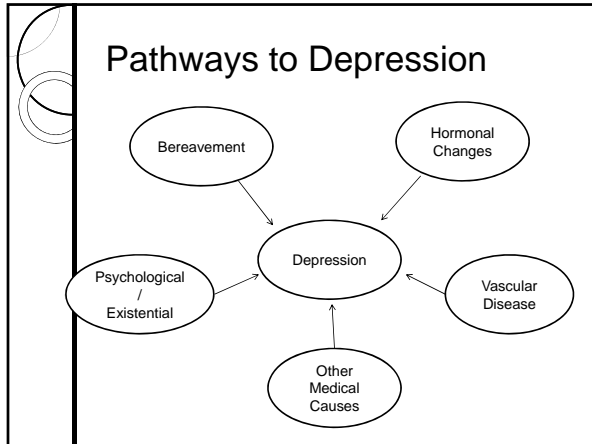 Pathways to Depression
Bereavement
Hormonal
Changes
Depression
Psychological
/
Existential
Vascular
Disease
Other
Medical
Causes